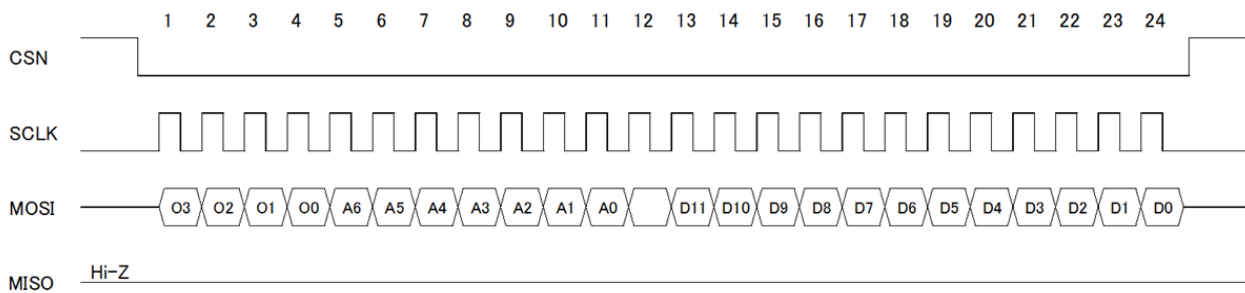 1 2 3 4 5 6 7 8 9 10 11 12 13 14 15 16 17 18 19 20 21 22 23 24
CSN
SCLK
MOSI O3 O2 O1 O0 A6 A5 A4 A3 A2 A1 A0 D11 D10 D9 D8 D7 D6 D5 D4 D3 D2 D1 D0
Hi-Z
MISO